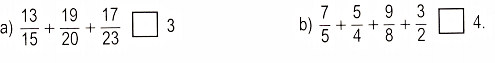 a) 13/15 + 19/20 + 17/23 □ 3
b) 7/5 + 5/4 + 9/8 + 3/2 □ 4.